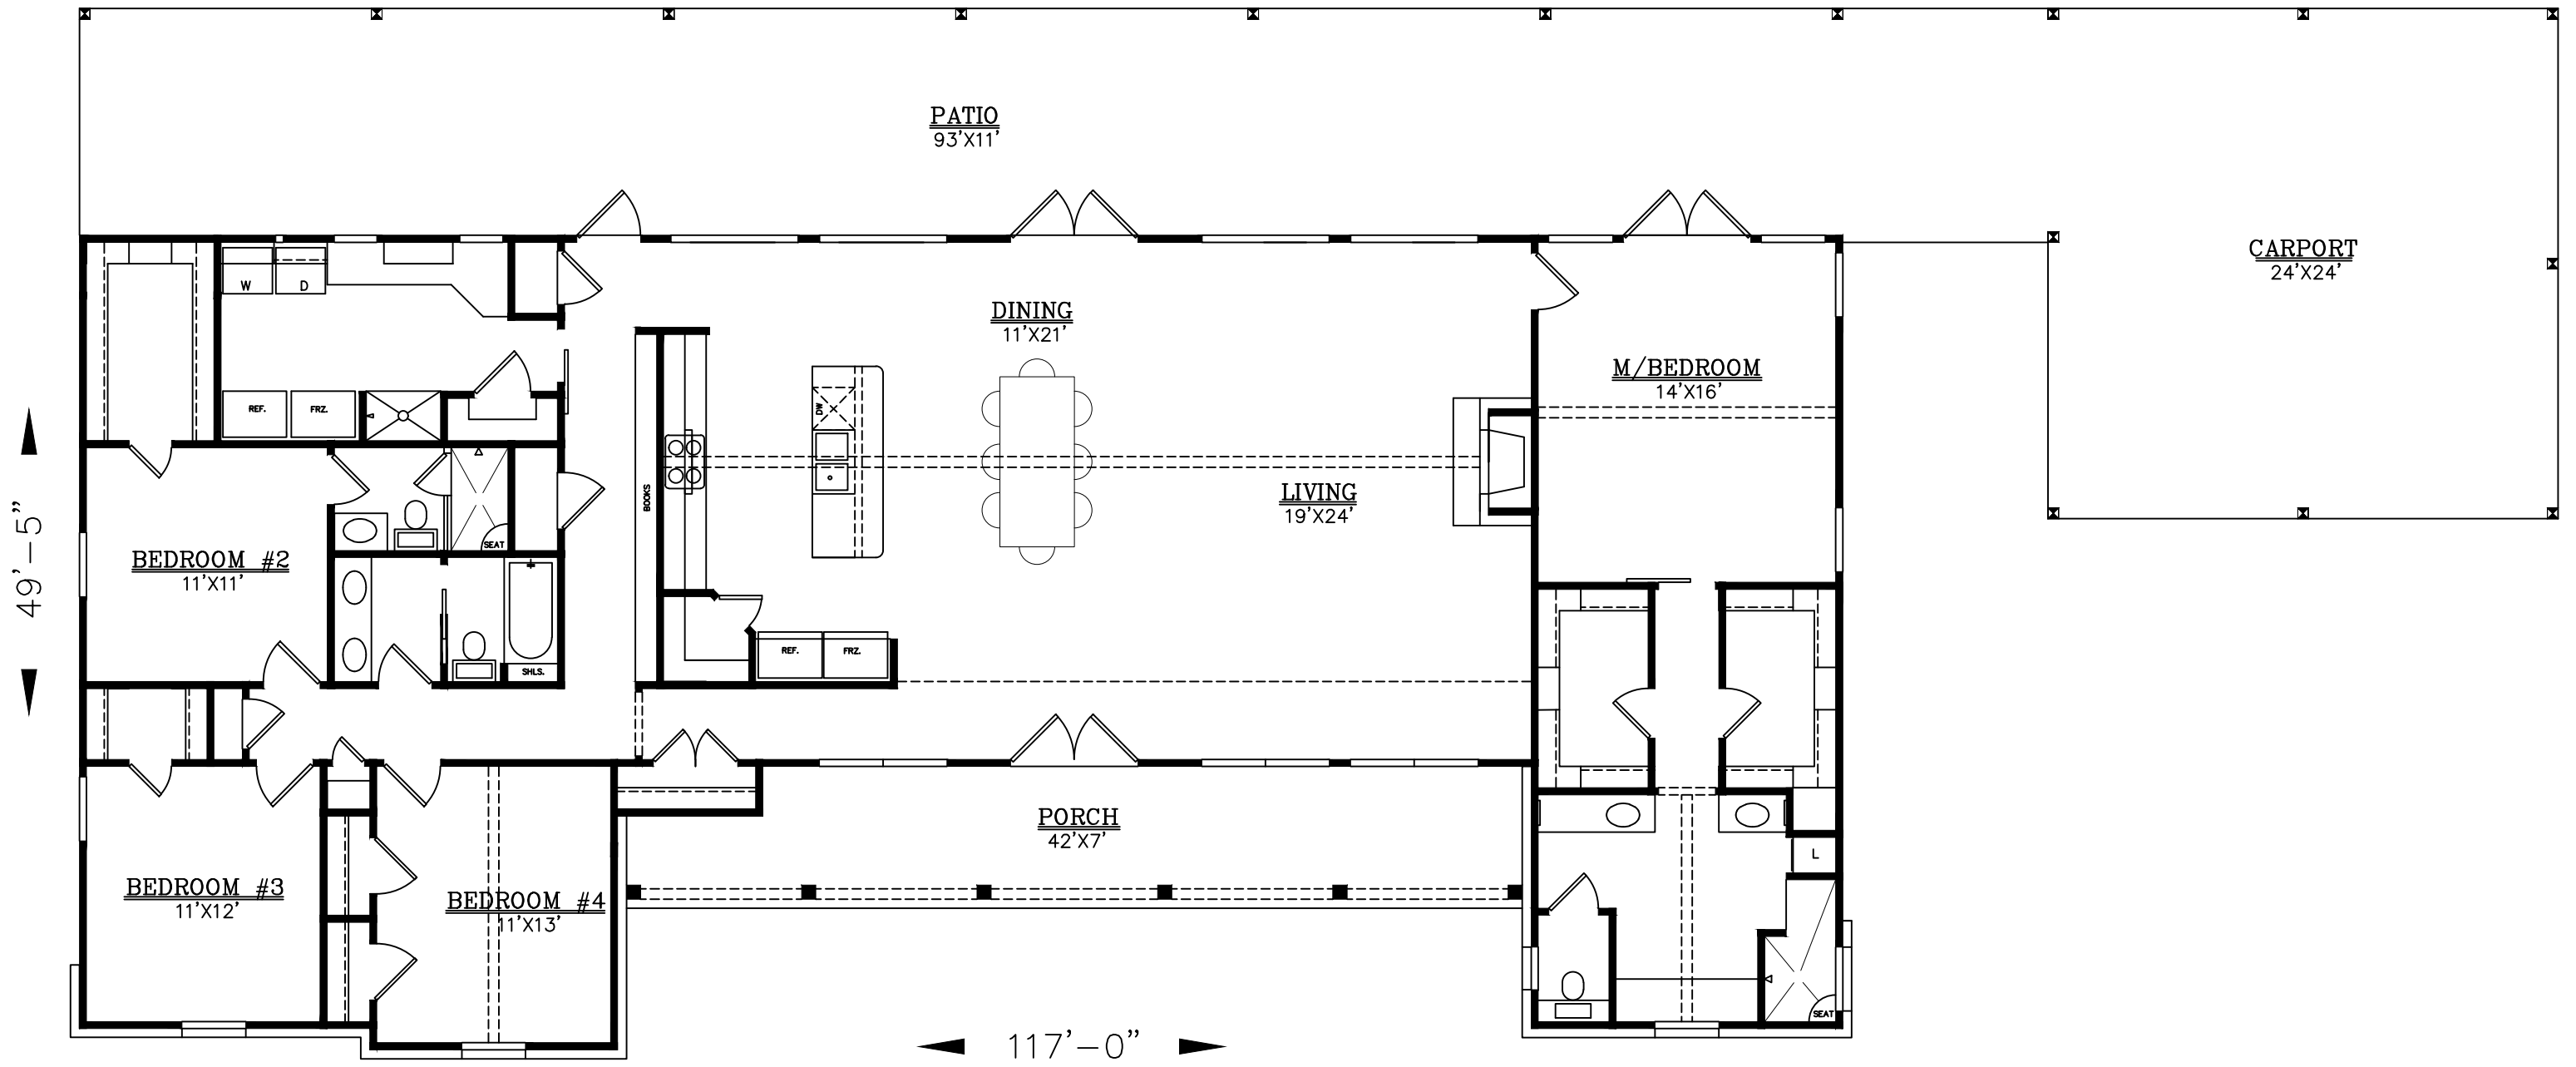 PATIO
93'X11'
CARPORT
24'X24'
W
D
DINING
11'X21'
M/BEDROOM
14'X16'
REF.
FRZ.
DW
BOOKS
LIVING
19'X24'
SEAT
BEDROOM #2
11'X11'
49'-5"
REF.
FRZ.
SHLS.
PORCH
42'X7'
L
BEDROOM #3
11'X12'
BEDROOM #4
11'X13'
SEAT
117'-0"